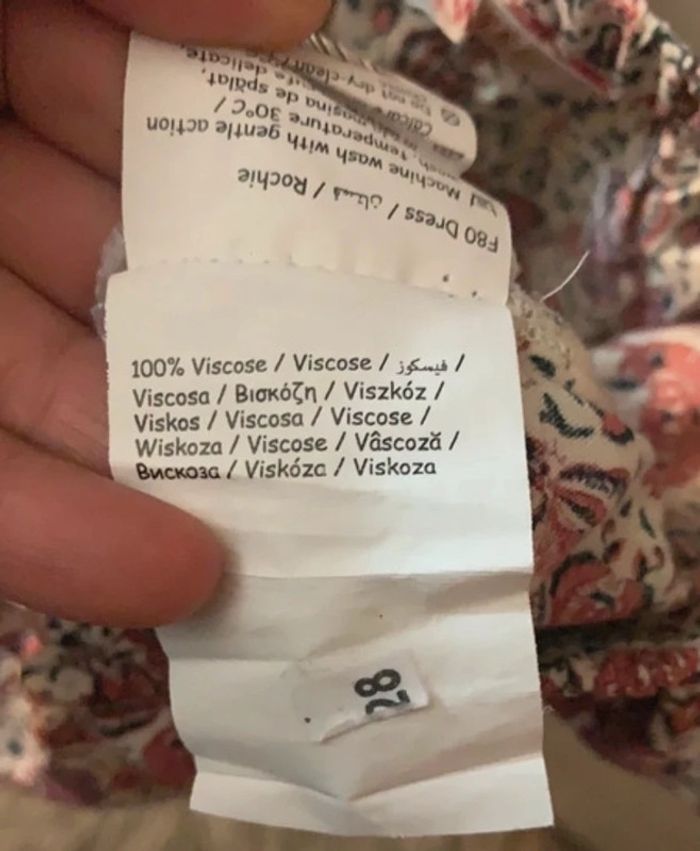 F80 Dress / فستان / Rochie
Machine wash with gentle action
temperature 30°C /
masina de spălat,
delicate,
Do not dry-clean
100% Viscose / Viscose / فيسكوز /
Viscosa / Βισκόζη / Viszkóz /
Viskos / Viscosa / Viscose /
Wiskoza / Viscose / Vâscoză /
Вискоза / Viskóza / Viskoza
28